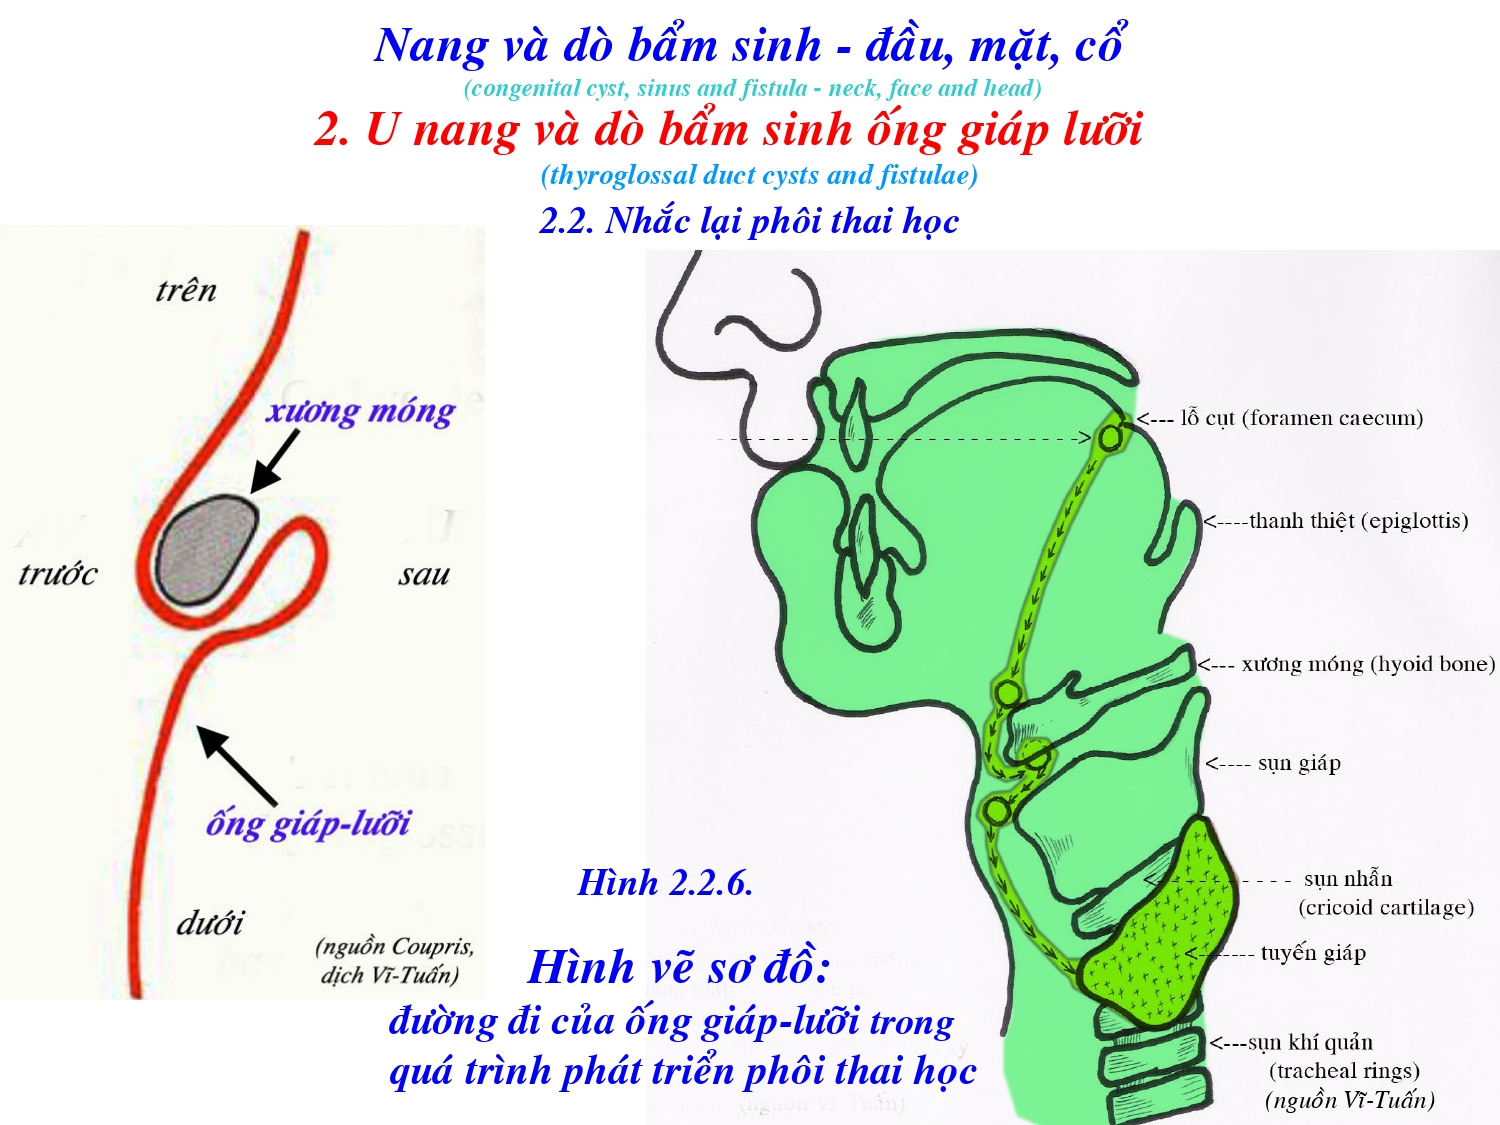 Nang và dò bẩm sinh - đầu, mặt, cổ
(congenital cyst, sinus and fistula - neck, face and head)
2. U nang và dò bẩm sinh ống giáp lưỡi
(thyroglossal duct cysts and fistulae)
2.2. Nhắc lại phôi thai học
trên
xương móng
trước
sau
ống giáp-lưỡi
dưới
(nguồn Coupris,
dịch Vĩ-Tuấn)
<--- lỗ cụt (foramen caecum)
<----thanh thiệt (epiglottis)
<--- xương móng (hyoid bone)
<---- sụn giáp
<- - - - - - - - - - sụn nhẫn
(cricoid cartilage)
<------- tuyến giáp
<---sụn khí quản
(tracheal rings)
(nguồn Vĩ-Tuấn)
Hình 2.2.6.
Hình vẽ sơ đồ:
đường đi của ống giáp-lưỡi trong
quá trình phát triển phôi thai học